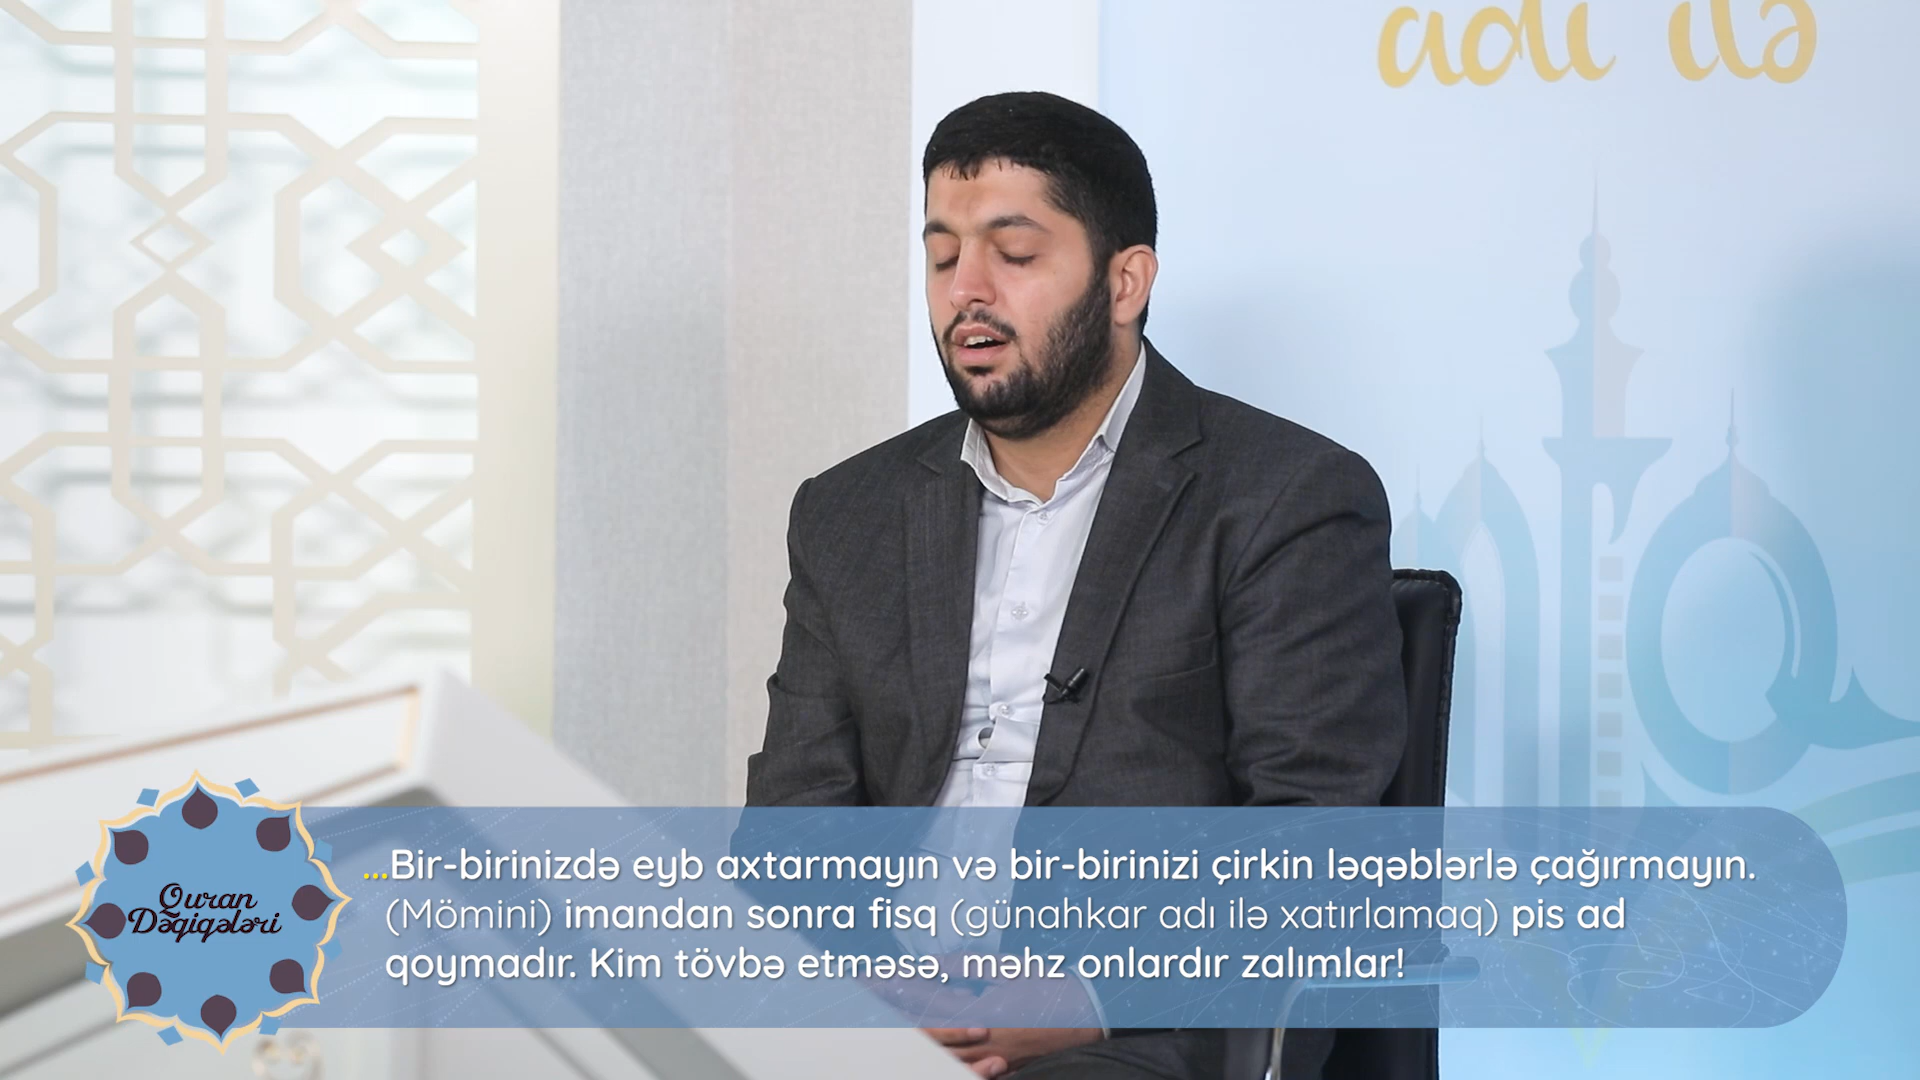 adı ilə
...Bir-birinizdə eyb axtarmayın və bir-birinizi çirkin ləqəblərlə çağırmayın.
(Mömini) imandan sonra fisq (günahkar adı ilə xatırlamaq) pis ad
qoymadır. Kim tövbə etməsə, məhz onlardır zalımlar!
Quran
Dəqiqələri